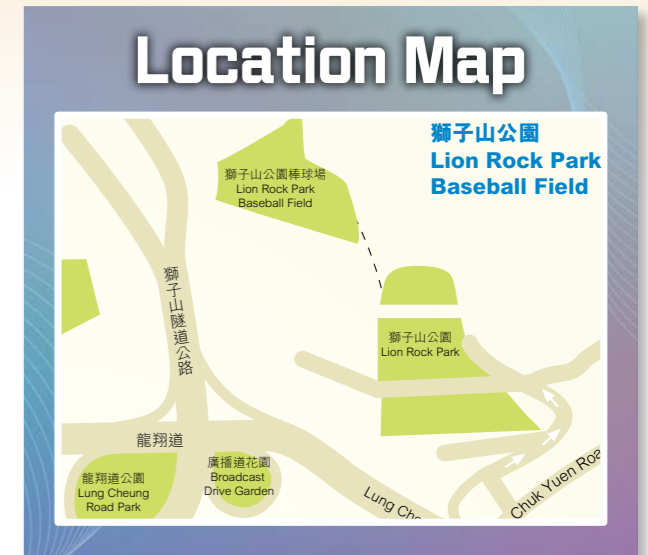 Location Map
獅子山公園
Lion Rock Park
Baseball Field
獅子山公園棒球場
Lion Rock Park
Baseball Field
獅子山隧道公路
獅子山公園
Lion Rock Park
龍翔道
龍翔道公園
Lung Cheung
Road Park
廣播道花園
Broadcast
Drive Garden
Lung
Chuk Yuen